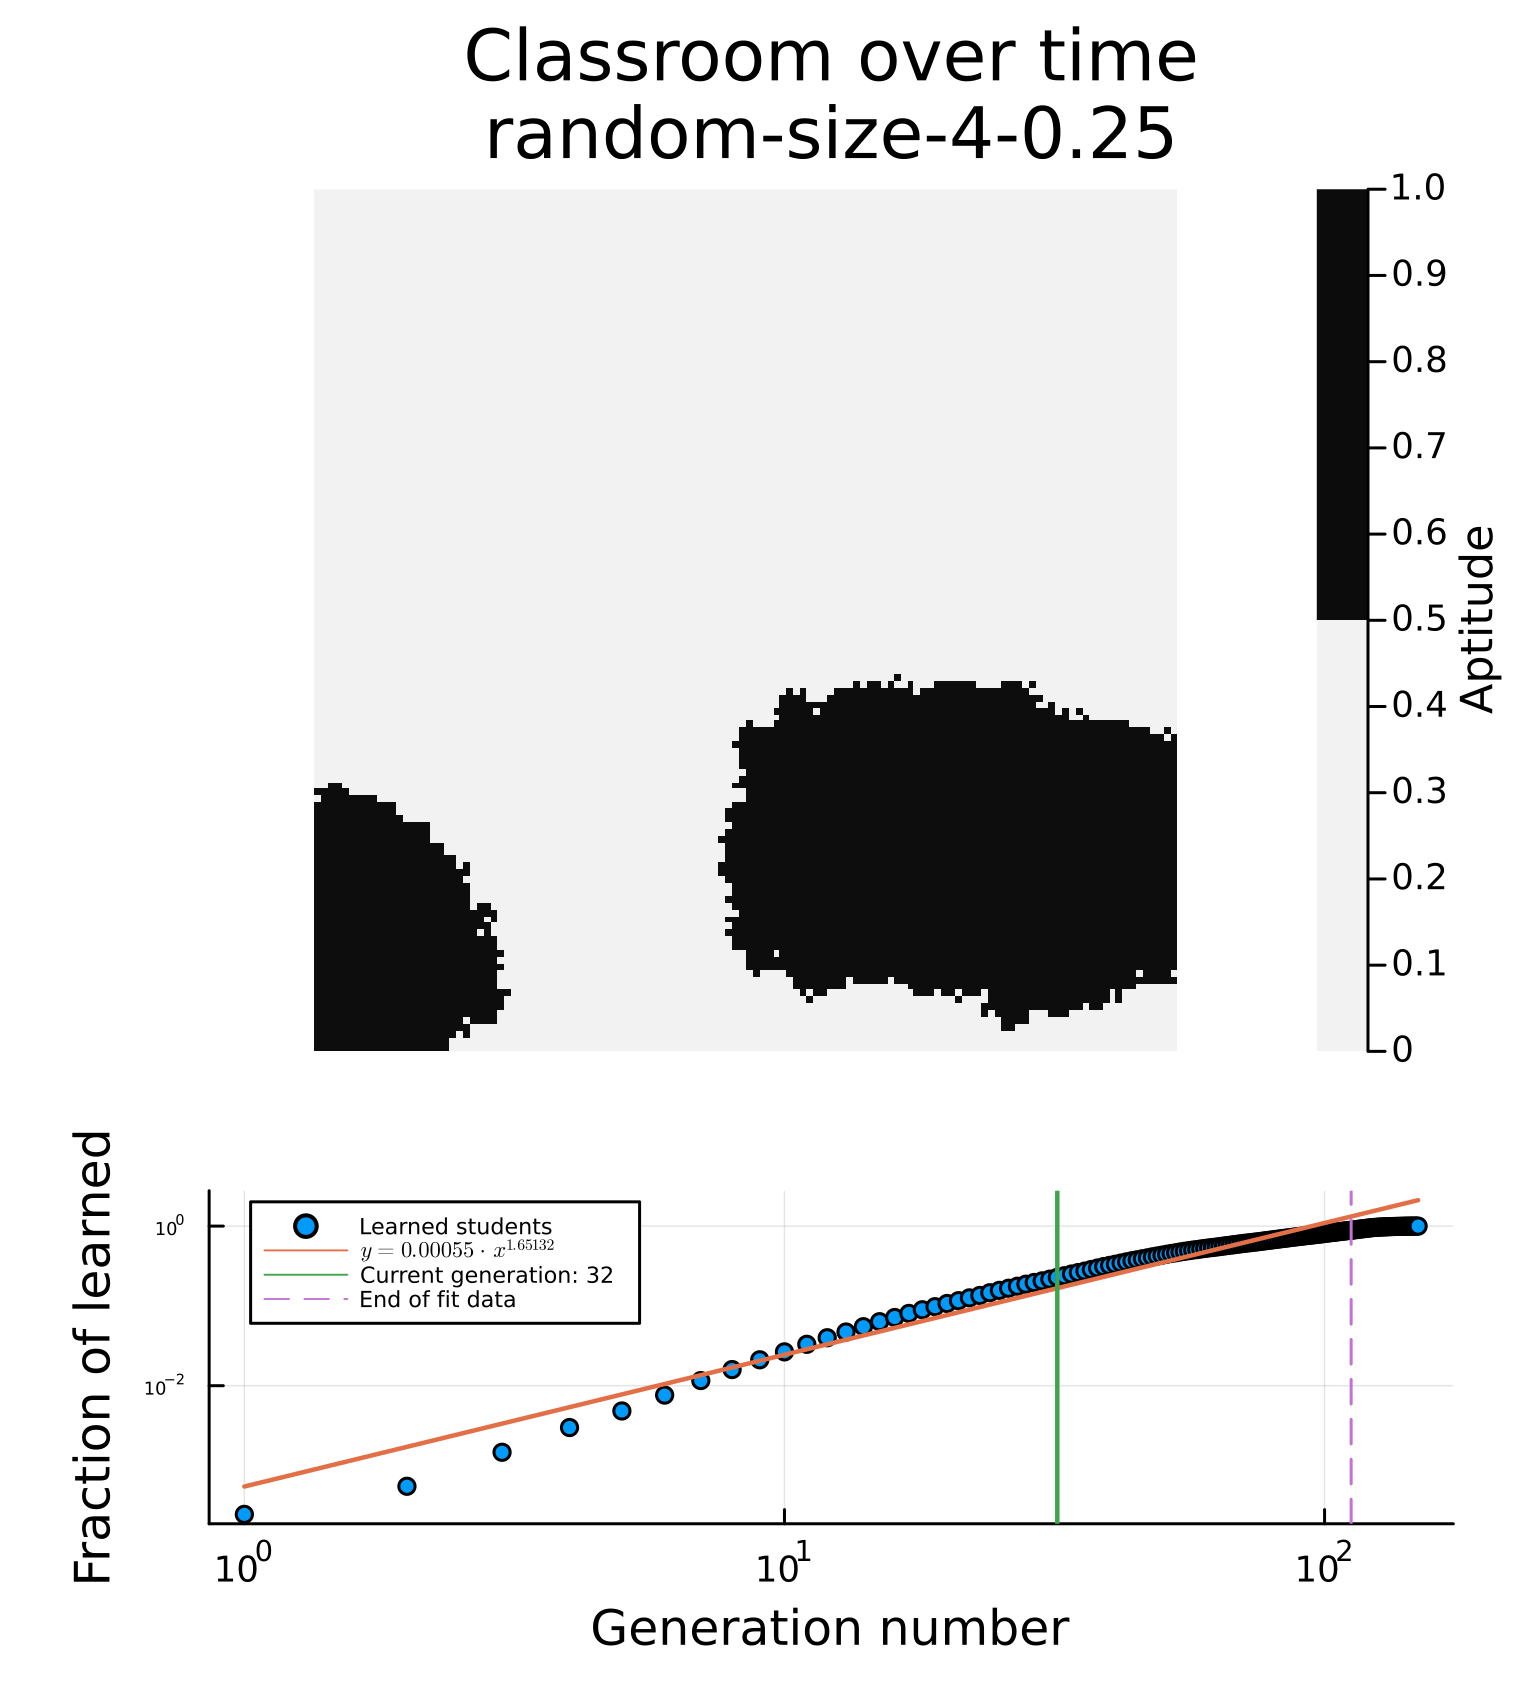 Classroom over time
random-size-4-0.25
1.0
0.9
0.8
0.7
0.6
0.5
0.4
0.3
0.2
0.1
0
Aptitude
Fraction of learned
10⁰
10⁻²
Learned students
y = 0.00055 · x^1.65132
Current generation: 32
End of fit data
10⁰
10¹
10²
Generation number